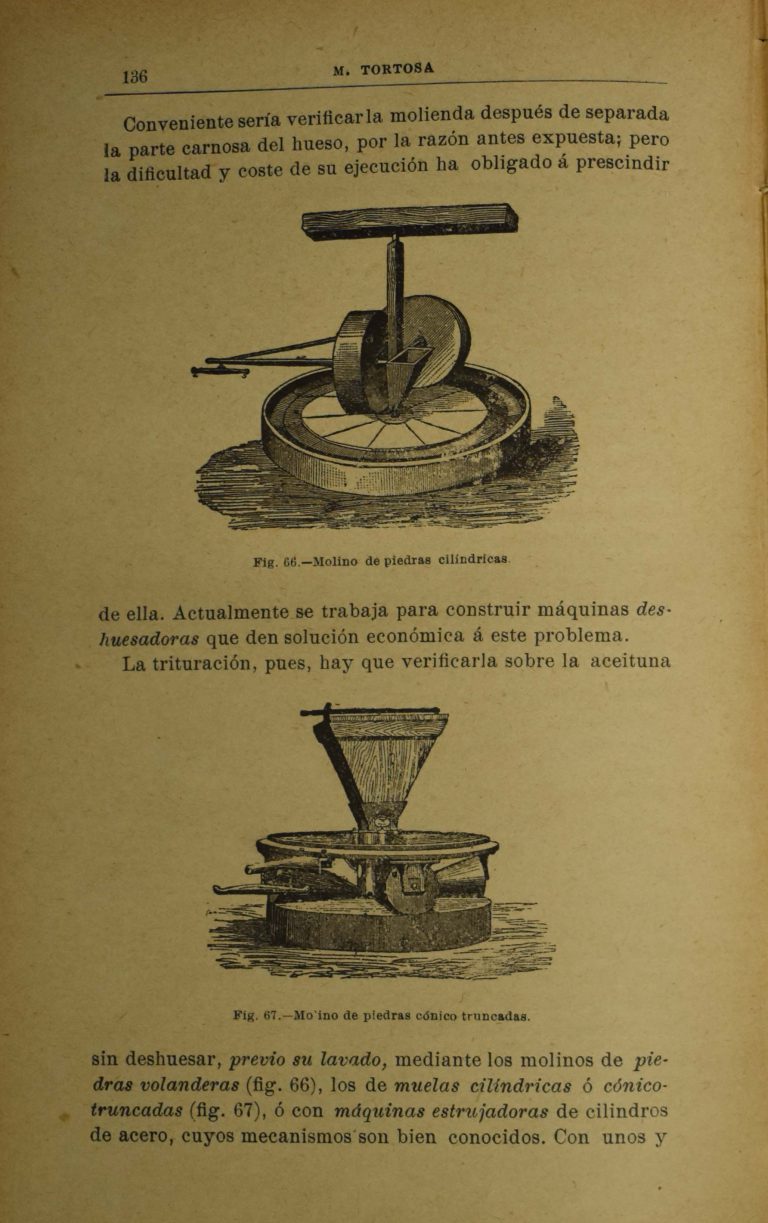 136
M. TORTOSA
Conveniente sería verificarla molienda después de separada
la parte carnosa del hueso, por la razón antes expuesta; pero
la dificultad y coste de su ejecución ha obligado á prescindir
Fig. 66.—Molino de piedras cilíndricas.
de ella. Actualmente se trabaja para construir máquinas des-
huesadoras que den solución económica á este problema.
La trituración, pues, hay que verificarla sobre la aceituna
Fig. 67.—Mo'ino de piedras cónico truncadas.
sin deshuesar, previo su lavado, mediante los molinos de pie-
dras volanderas (fig. 66), los de muelas cilíndricas ó cónico-
truncadas (fig. 67), ó con máquinas estrujadoras de cilindros
de acero, cuyos mecanismos son bien conocidos. Con unos y